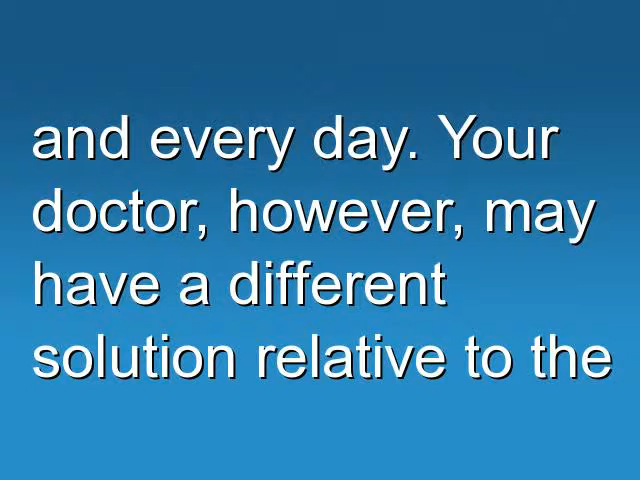 and every day. Your
doctor, however, may
have a different
solution relative to the